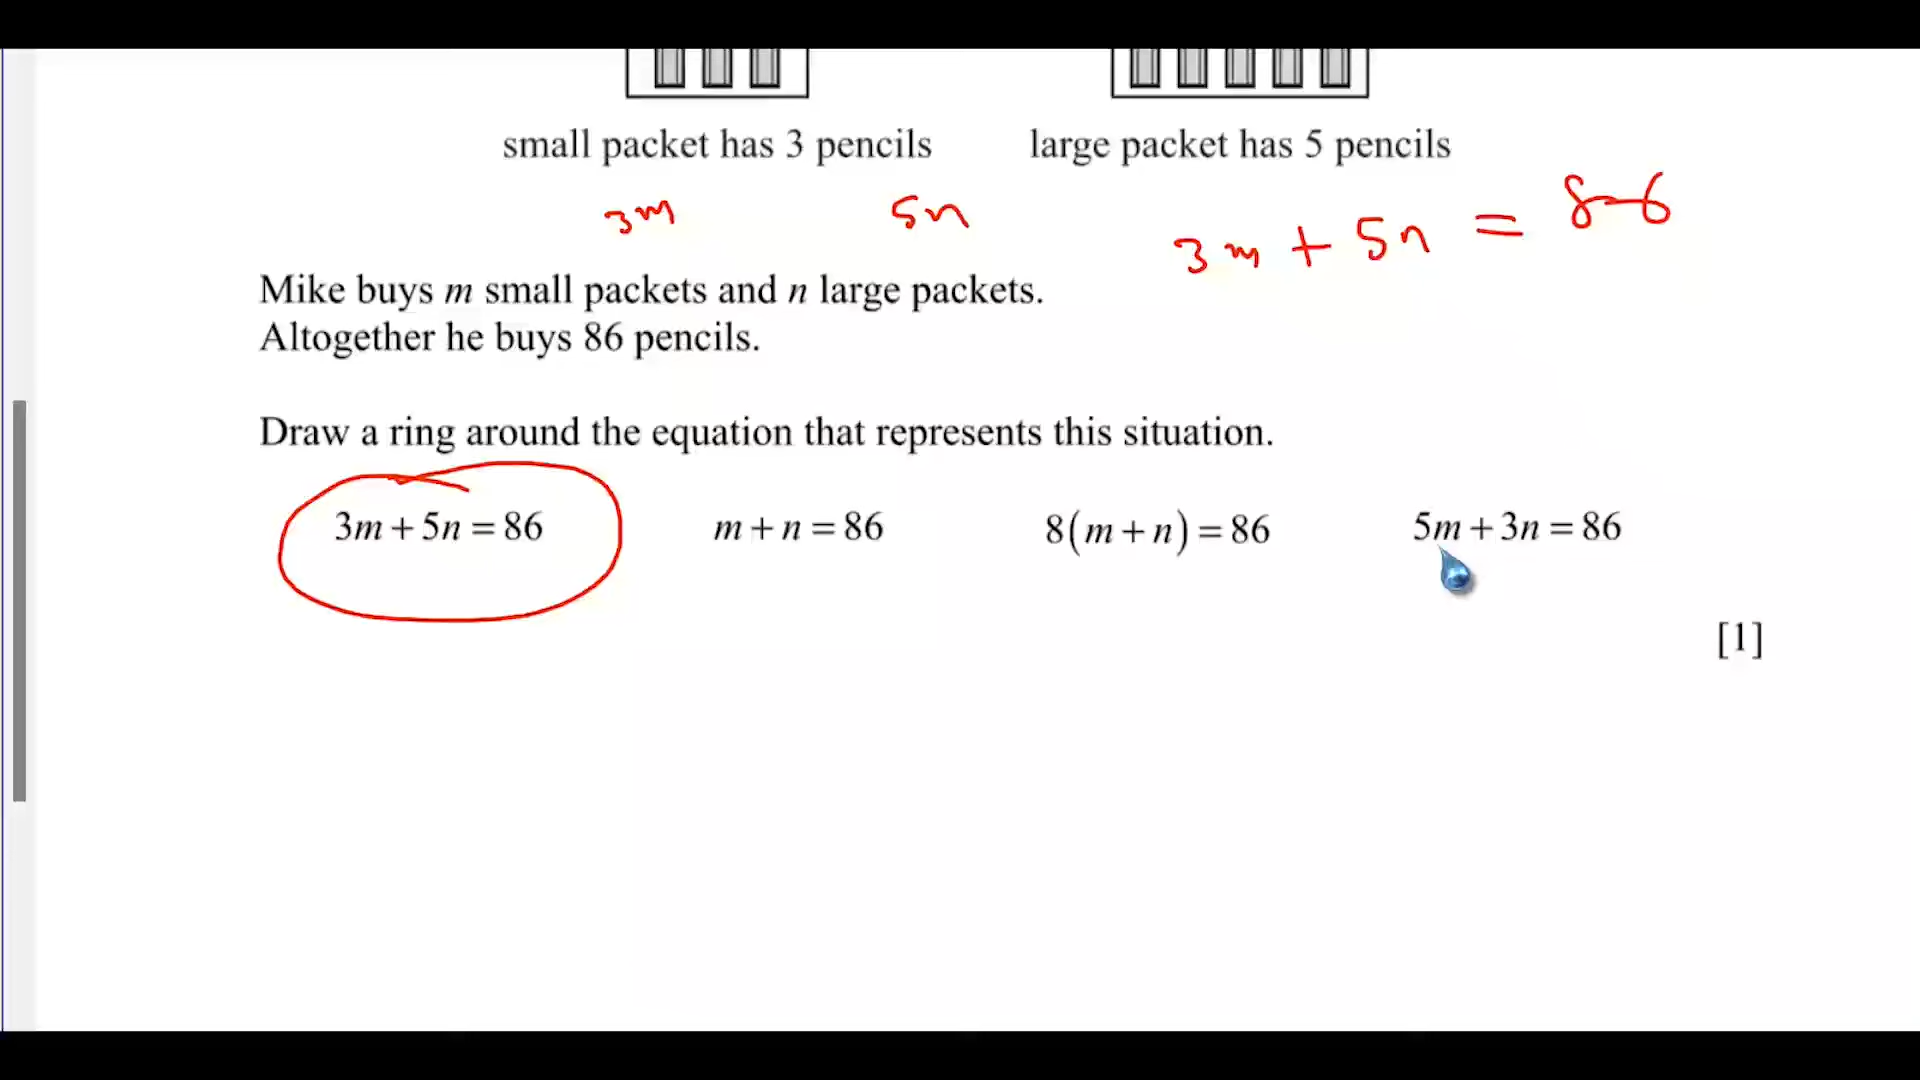 small packet has 3 pencils large packet has 5 pencils
3m 5n 3m + 5n = 86
Mike buys m small packets and n large packets.
Altogether he buys 86 pencils.
Draw a ring around the equation that represents this situation.
3m + 5n = 86 m + n = 86 8(m + n) = 86 5m + 3n = 86
[1]